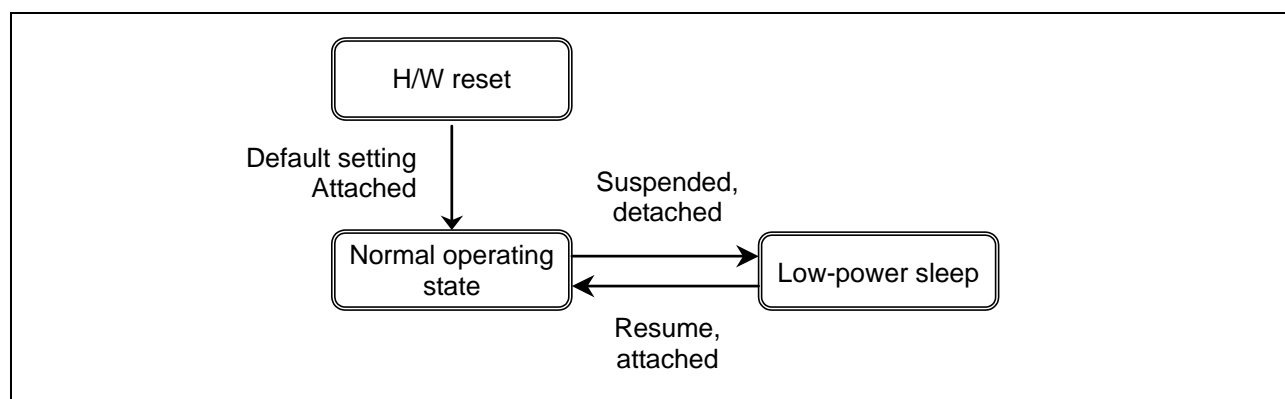 H/W reset
Default setting
Attached
Suspended,
detached
Normal operating
state
Low-power sleep
Resume,
attached